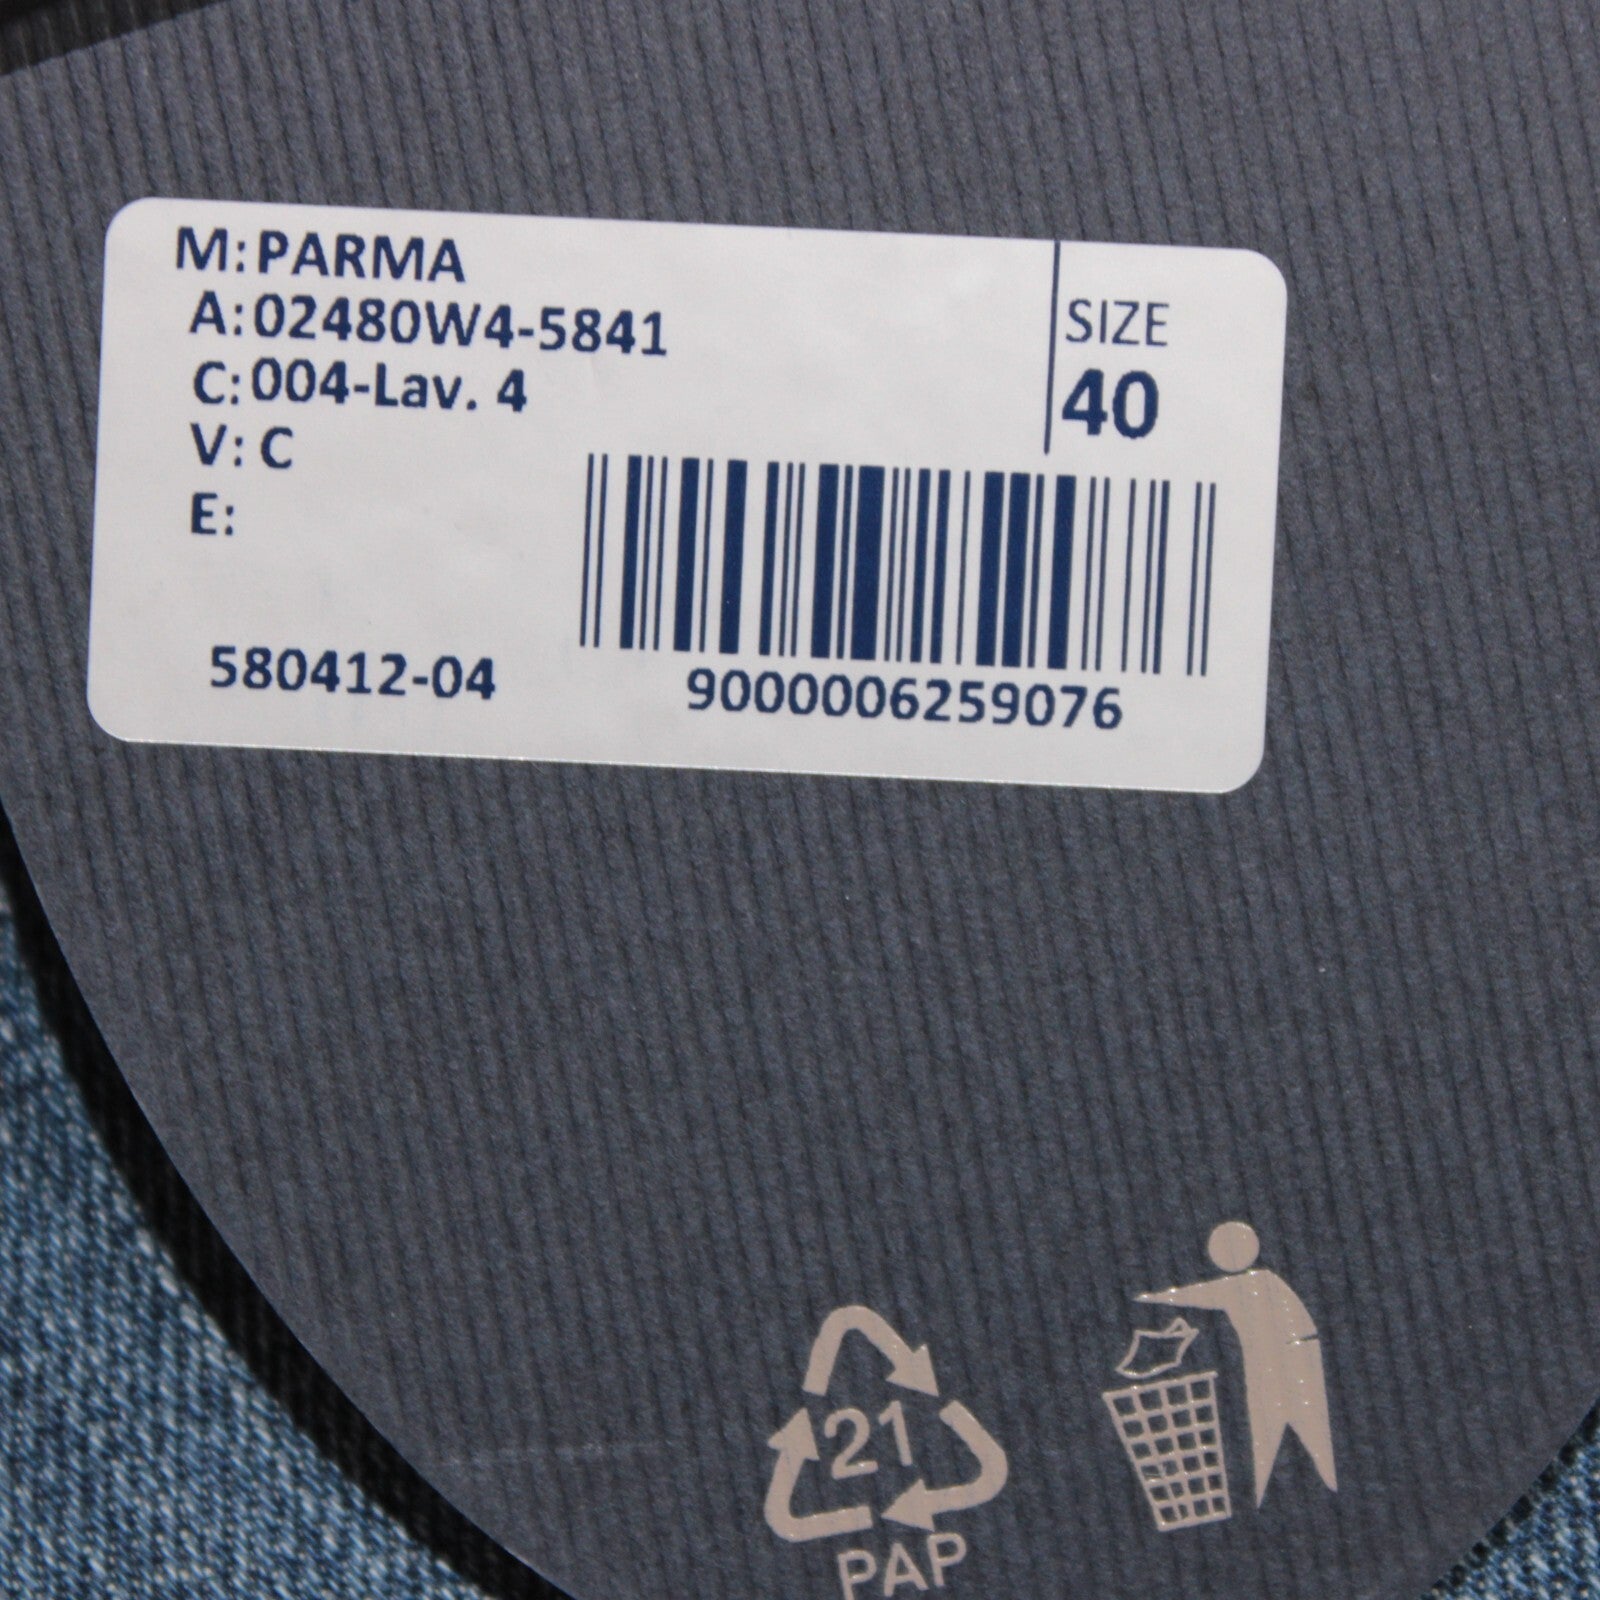 M: PARMA
A: 02480W4-5841
C: 004-Lav. 4
V: C
E:
SIZE
40
580412-04
9000006259076
21
PAP